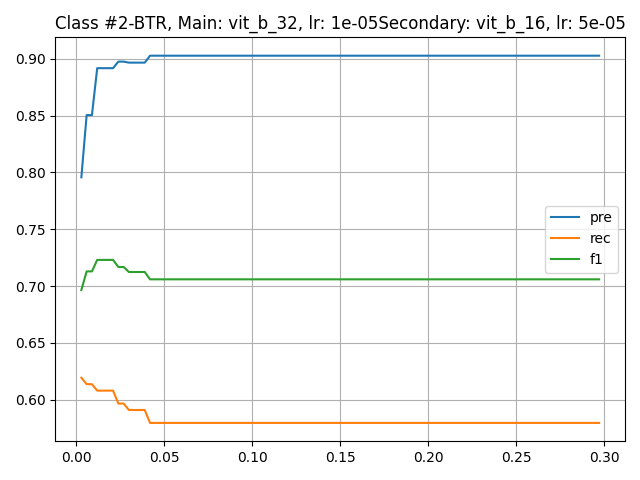 Class #2-BTR, Main: vit_b_32, lr: 1e-05Secondary: vit_b_16, lr: 5e-05
0.90
0.85
0.80
0.75
0.70
0.65
0.60
pre
rec
f1
0.00 0.05 0.10 0.15 0.20 0.25 0.30